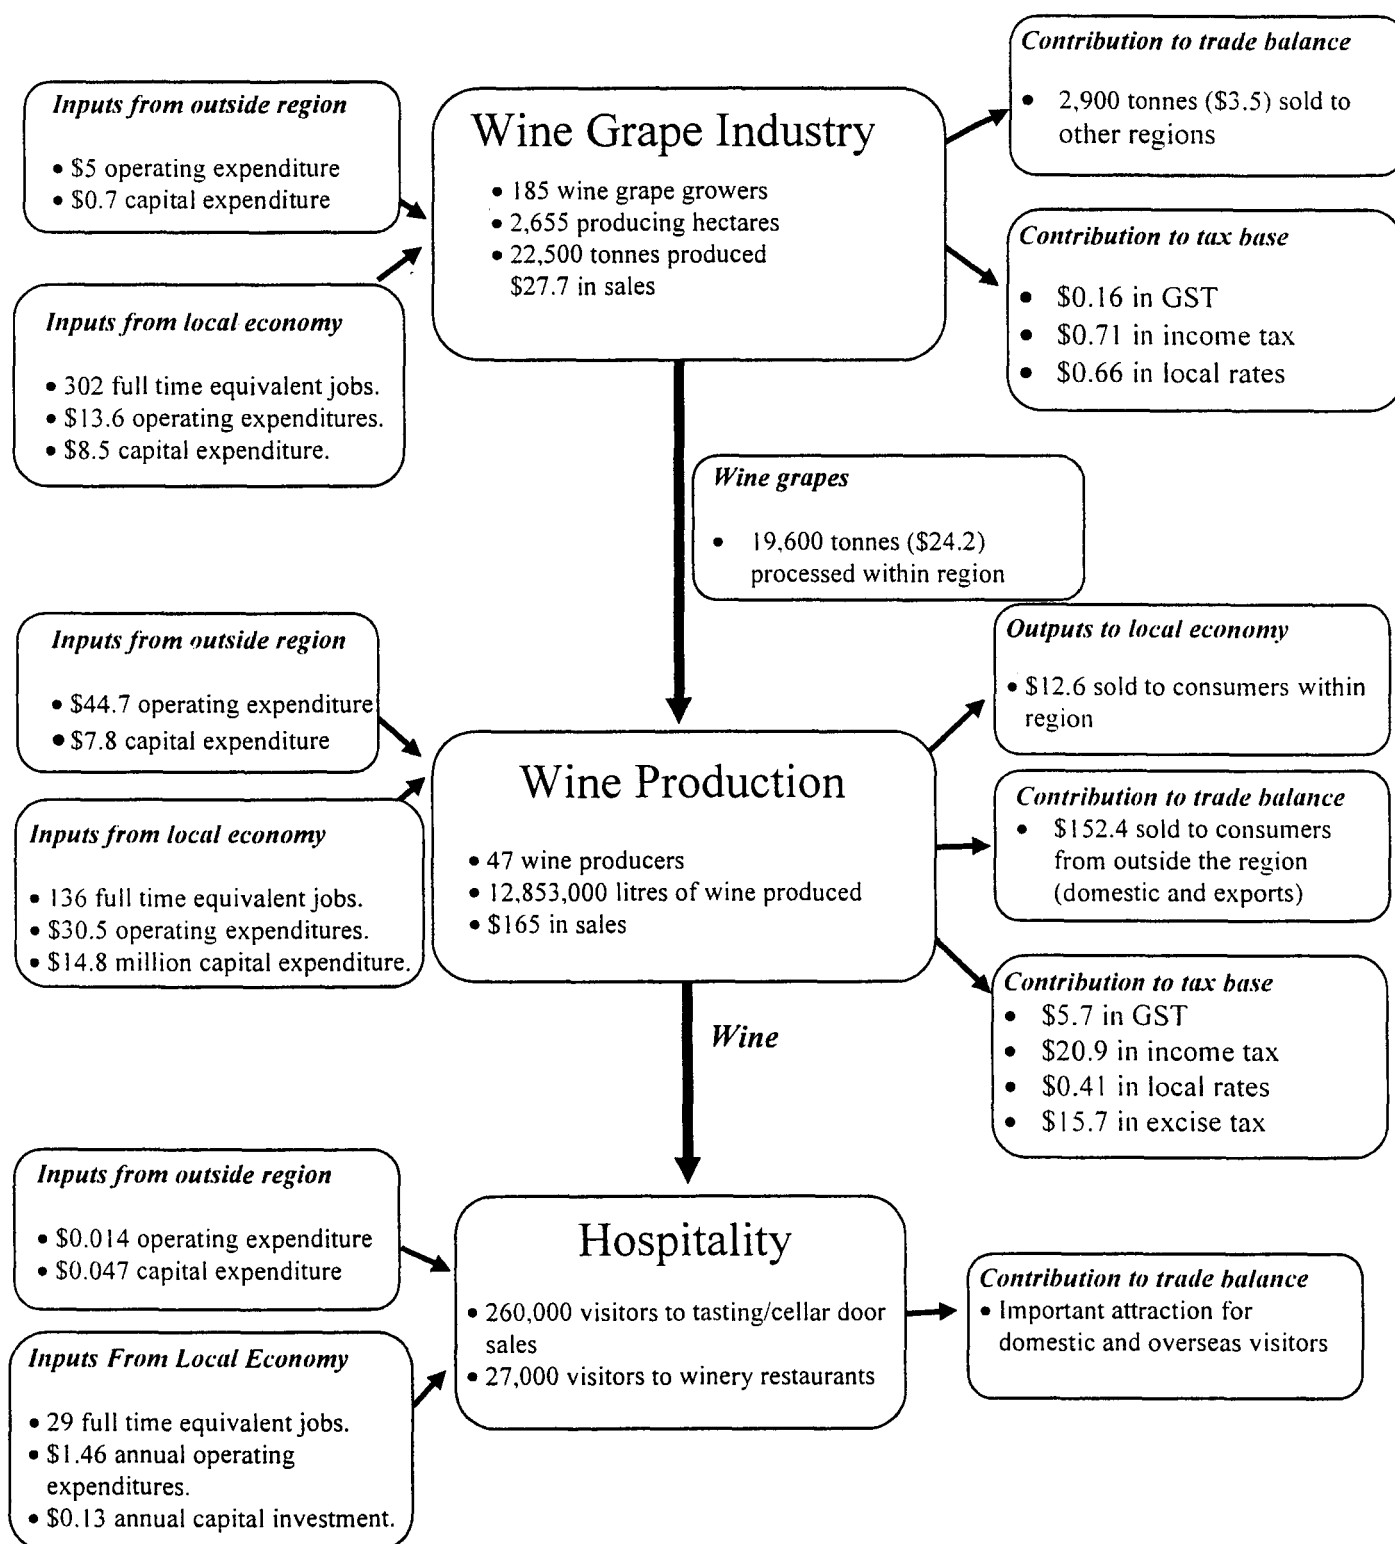 Inputs from outside region
• $5 operating expenditure
• $0.7 capital expenditure
Inputs from local economy
• 302 full time equivalent jobs.
• $13.6 operating expenditures.
• $8.5 capital expenditure.
Wine Grape Industry
• 185 wine grape growers
• 2,655 producing hectares
• 22,500 tonnes produced
$27.7 in sales
Contribution to trade balance
• 2,900 tonnes ($3.5) sold to
other regions
Contribution to tax base
• $0.16 in GST
• $0.71 in income tax
• $0.66 in local rates
Wine grapes
• 19,600 tonnes ($24.2)
processed within region
Inputs from outside region
• $44.7 operating expenditure
• $7.8 capital expenditure
Inputs from local economy
• 136 full time equivalent jobs.
• $30.5 operating expenditures.
• $14.8 million capital expenditure.
Wine Production
• 47 wine producers
• 12,853,000 litres of wine produced
• $165 in sales
Outputs to local economy
• $12.6 sold to consumers within
region
Contribution to trade balance
• $152.4 sold to consumers
from outside the region
(domestic and exports)
Contribution to tax base
• $5.7 in GST
• $20.9 in income tax
• $0.41 in local rates
• $15.7 in excise tax
Wine
Inputs from outside region
• $0.014 operating expenditure
• $0.047 capital expenditure
Inputs From Local Economy
• 29 full time equivalent jobs.
• $1.46 annual operating
expenditures.
• $0.13 annual capital investment.
Hospitality
• 260,000 visitors to tasting/cellar door
sales
• 27,000 visitors to winery restaurants
Contribution to trade balance
• Important attraction for
domestic and overseas visitors